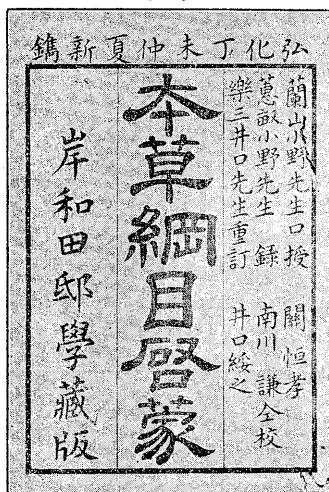 弘化丁未仲夏新鐫
蘭山小野先生口授 關恒孝
蕙畝小野先生錄 南川謙仝校
樂三井口先生重訂 井口綏之
本草綱目啓蒙
岸和田邸學藏版